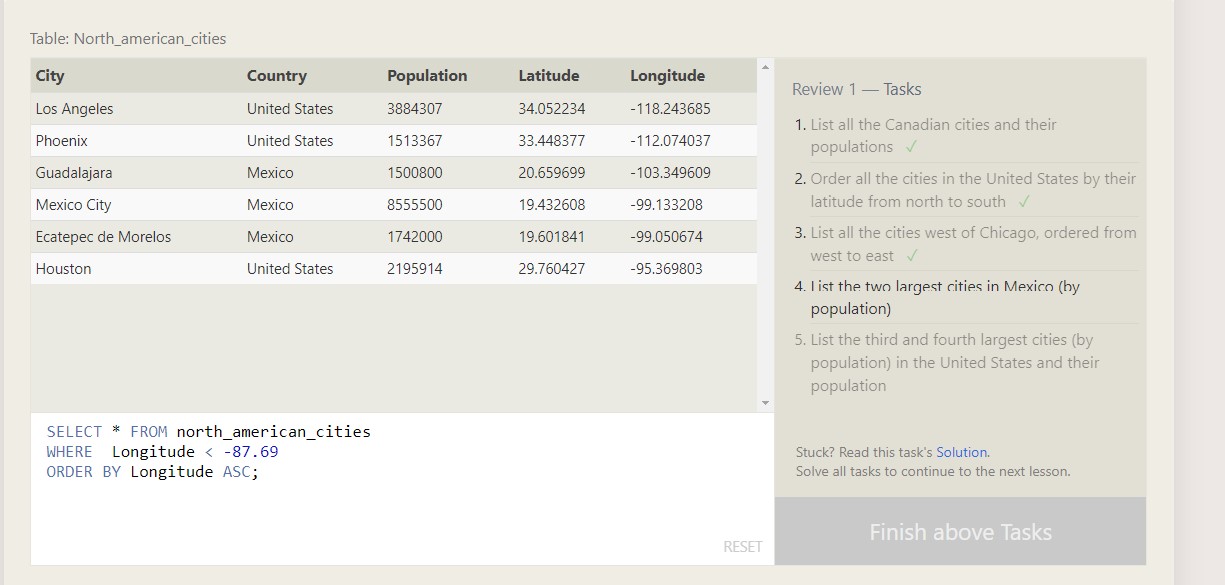 Table: North_american_cities
City Country Population Latitude Longitude
Los Angeles United States 3884307 34.052234 -118.243685
Phoenix United States 1513367 33.448377 -112.074037
Guadalajara Mexico 1500800 20.659699 -103.349609
Mexico City Mexico 8555500 19.432608 -99.133208
Ecatepec de Morelos Mexico 1742000 19.601841 -99.050674
Houston United States 2195914 29.760427 -95.369803
SELECT * FROM north_american_cities
WHERE  Longitude < -87.69
ORDER BY Longitude ASC;
RESET
Review 1 — Tasks
1. List all the Canadian cities and their
populations ✓
2. Order all the cities in the United States by their
latitude from north to south ✓
3. List all the cities west of Chicago, ordered from
west to east ✓
4. List the two largest cities in Mexico (by
population)
5. List the third and fourth largest cities (by
population) in the United States and their
population
Stuck? Read this task's Solution.
Solve all tasks to continue to the next lesson.
Finish above Tasks